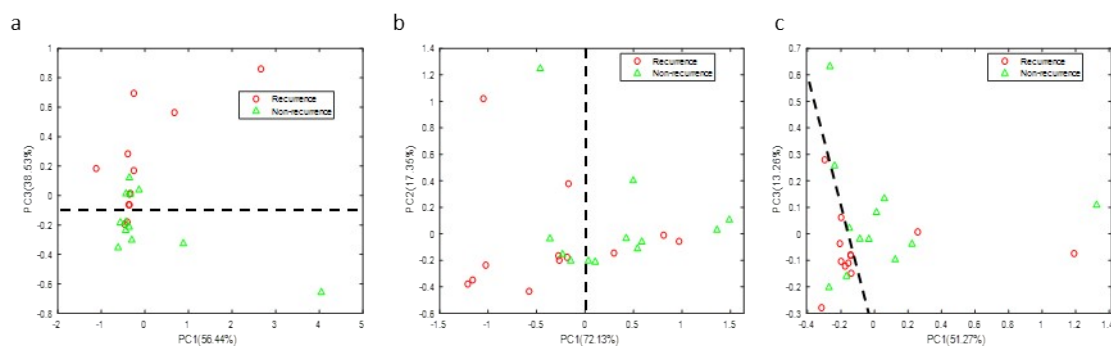 a
b
c
1
0.8
0.6
0.4
0.2
0
-0.2
-0.4
-0.6
-0.8
PC3(38.53%)
Recurrence
Non-recurrence
-2 -1 0 1 2 3 4 5
PC1(56.44%)
1.4
1.2
1
0.8
0.6
0.4
0.2
0
-0.2
-0.4
-0.6
PC2(17.35%)
Recurrence
Non-recurrence
-1.5 -1 -0.5 0 0.5 1 1.5
PC1(72.13%)
0.7
0.6
0.5
0.4
0.3
0.2
0.1
0
-0.1
-0.2
-0.3
PC3(13.26%)
Recurrence
Non-recurrence
-0.4 -0.2 0 0.2 0.4 0.6 0.8 1 1.2 1.4
PC1(51.27%)